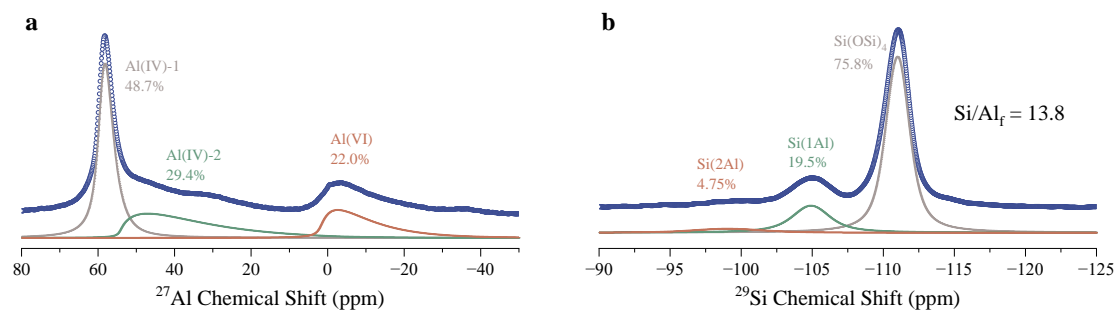 a
Al(IV)-1
48.7%
Al(IV)-2
29.4%
Al(VI)
22.0%
80 60 40 20 0 −20 −40
27Al Chemical Shift (ppm)
b
Si(OSi)4
75.8%
Si/Alf = 13.8
Si(1Al)
19.5%
Si(2Al)
4.75%
−90 −95 −100 −105 −110 −115 −120 −125
29Si Chemical Shift (ppm)